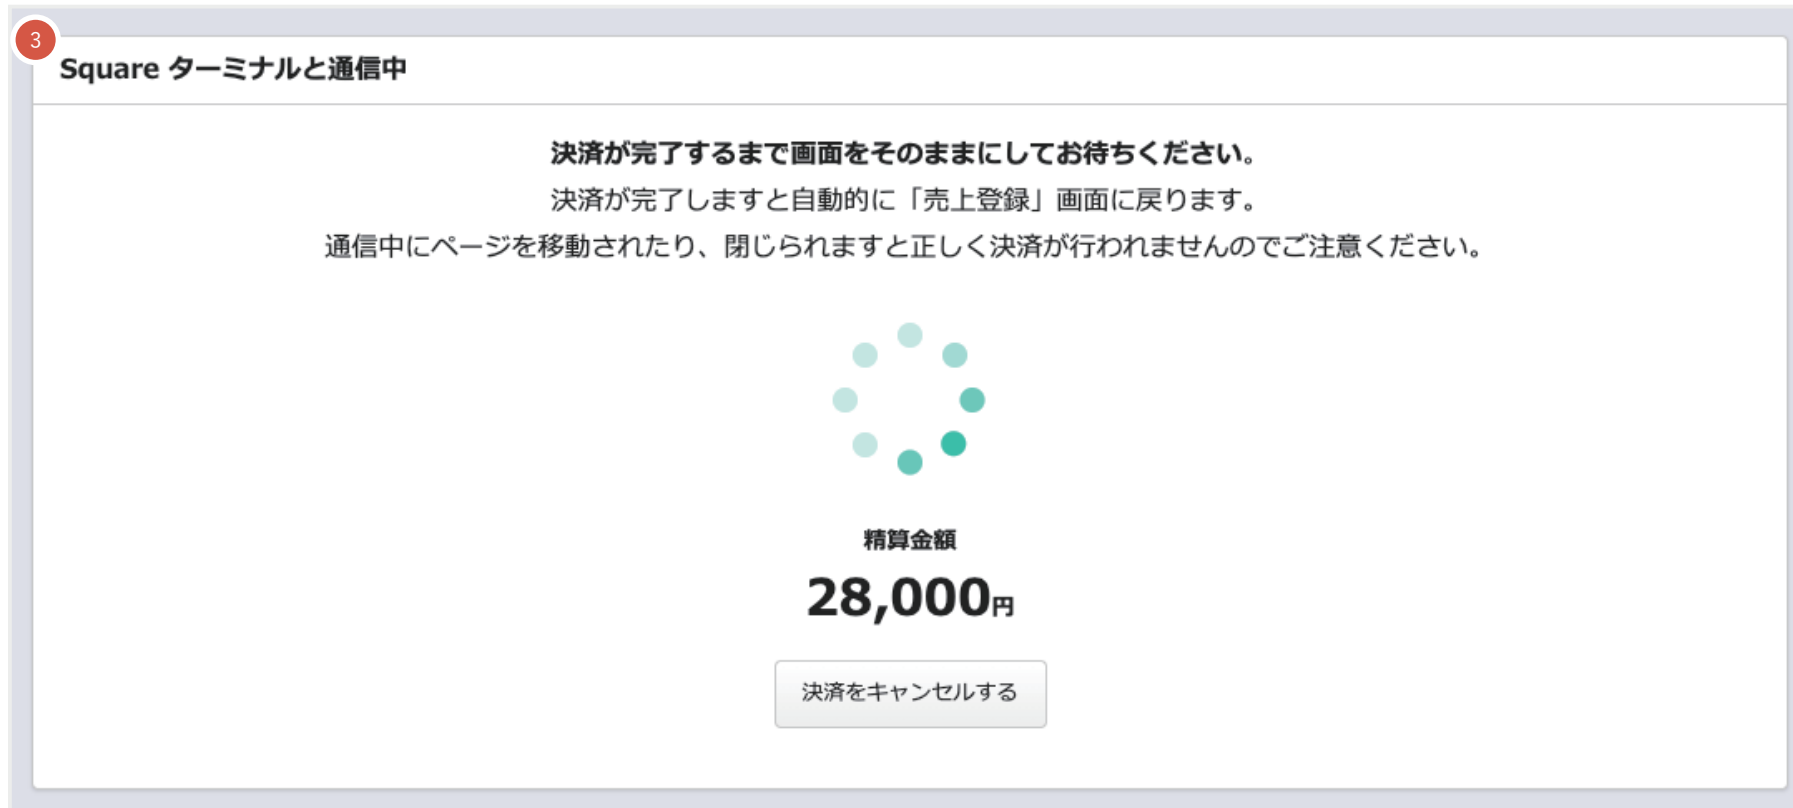 3
Square ターミナルと通信中
決済が完了するまで画面をそのままにしてお待ちください。
決済が完了しますと自動的に「売上登録」画面に戻ります。
通信中にページを移動されたり、閉じられますと正しく決済が行われませんのでご注意ください。
精算金額
28,000円
決済をキャンセルする